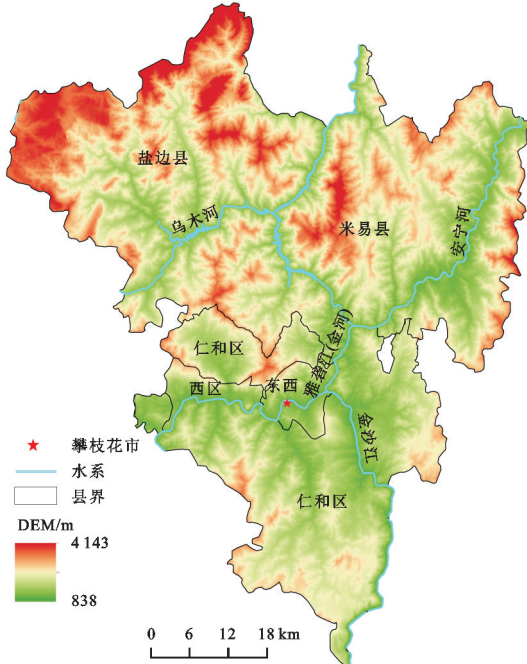 盐边县
乌木河
米易县
安宁河
仁和区
雅砻江(金河)
西区
东西
金沙江
仁和区
攀枝花市
水系
县界
DEM/m
4 143
838
0 6 12 18 km